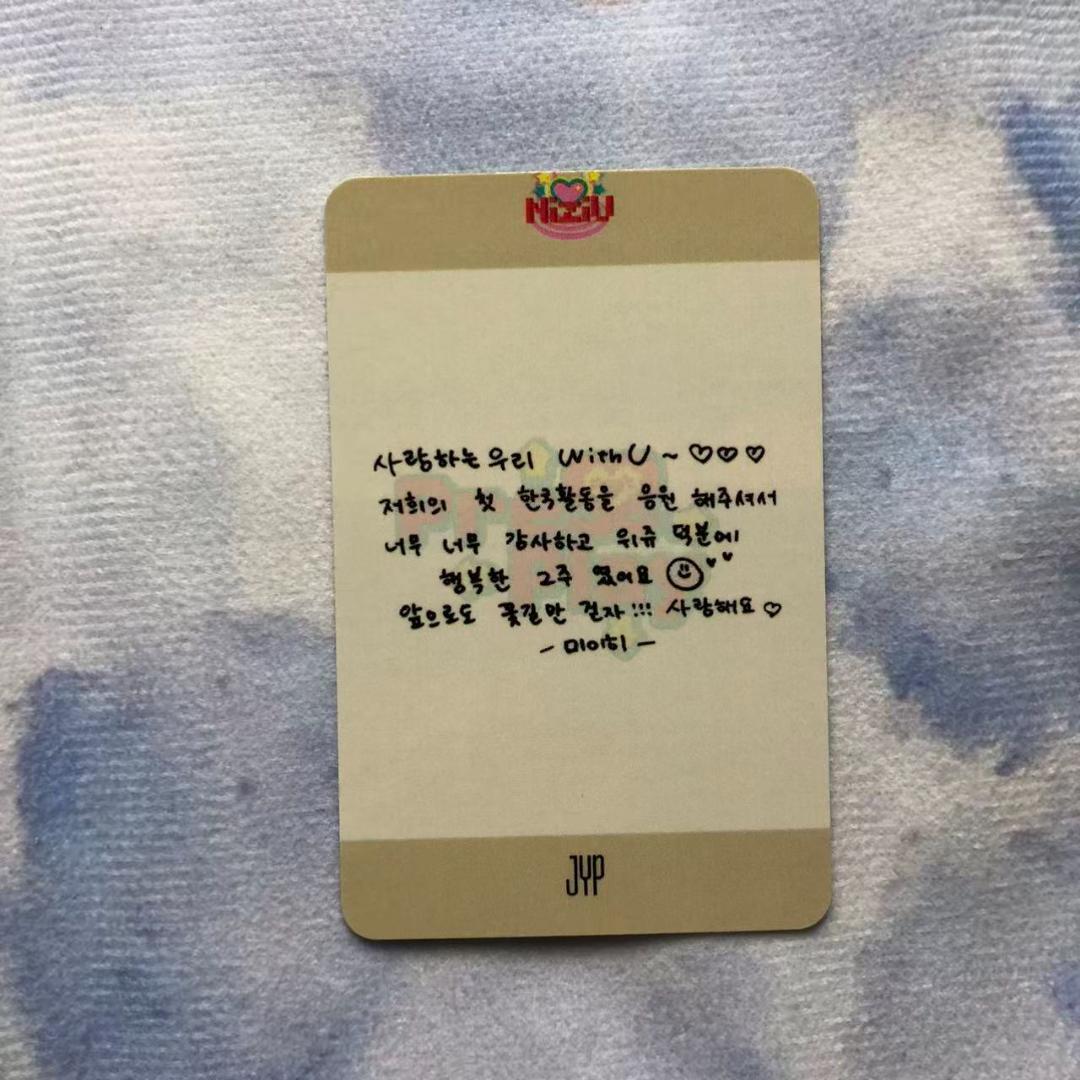 NiziU
사랑하는 우리 WithU ~ ♡♡♡
저희의 첫 한국활동을 응원 해주셔서
너무 너무 감사하고 위쥬 덕분에
행복한 2주 였어요 ☺ ♥♥
앞으로도 꽃길만 걷자!!! 사랑해요♡
- 미이히 -
Press
Play
JYP